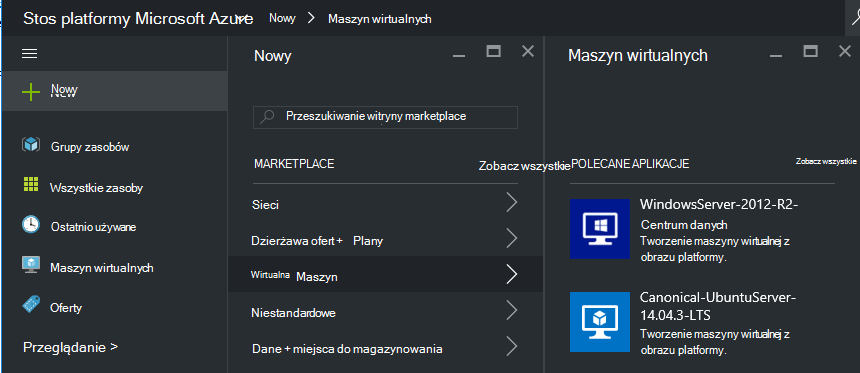 Stos platformy Microsoft Azure Nowy > Maszyn wirtualnych
Nowy
Grupy zasobów
Wszystkie zasoby
Ostatnio używane
Maszyn wirtualnych
Oferty
Przeglądanie >
Nowy
Przeszukiwanie witryny marketplace
MARKETPLACE Zobacz wszystkie
Sieci
Dzierżawa ofert + Plany
Wirtualna Maszyn
Niestandardowe
Dane + miejsca do magazynowania
Maszyn wirtualnych
POLECANE APLIKACJE Zobacz wszystkie
WindowsServer-2012-R2-
Centrum danych
Tworzenie maszyny wirtualnej z
obrazu platformy.
Canonical-UbuntuServer-
14.04.3-LTS
Tworzenie maszyny wirtualnej z
obrazu platformy.